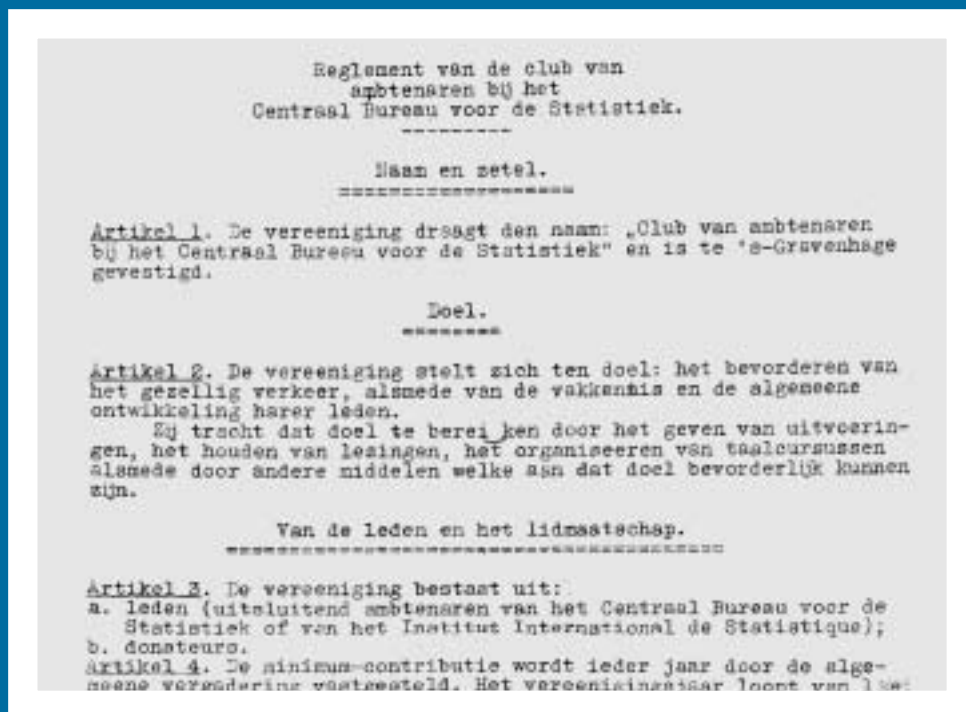 Reglement van de club van
ambtenaren bij het
Centraal Bureau voor de Statistiek.
---------
Naam en zetel.
===================
Artikel 1. De vereeniging draagt den naam: „Club van ambtenaren
bij het Centraal Bureau voor de Statistiek" en is te 's-Gravenhage
gevestigd.
Doel.
========
Artikel 2. De vereeniging stelt zich ten doel: het bevorderen van
het gezellig verkeer, alsmede van de vakkennis en de algemeene
ontwikkeling harer leden.
Zij tracht dat doel te bereiken door het geven van uitvoerin-
gen, het houden van lezingen, het organiseeren van taalcursussen
alsmede door andere middelen welke aan dat doel bevorderlijk kunnen
zijn.
Van de leden en het lidmaatschap.
========================================
Artikel 3. De vereeniging bestaat uit:
a. leden (uitsluitend ambtenaren van het Centraal Bureau voor de
Statistiek of van het Institut International de Statistique);
b. donateurs.
Artikel 4. De minimum-contributie wordt ieder jaar door de alge-
meene vergadering vastgesteld. Het vereenigingsjaar loopt van